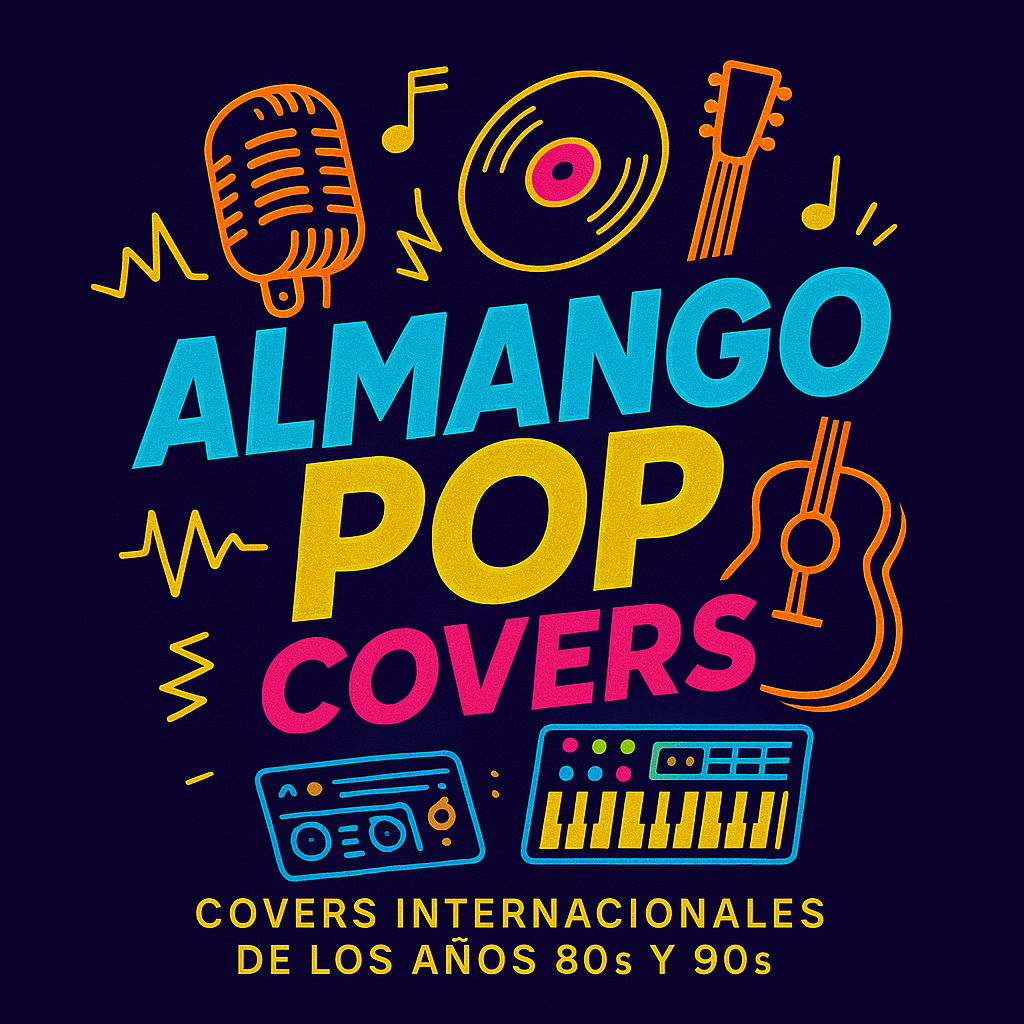 ALMANGO
POP
COVERS
COVERS INTERNACIONALES
DE LOS AÑOS 80s Y 90s